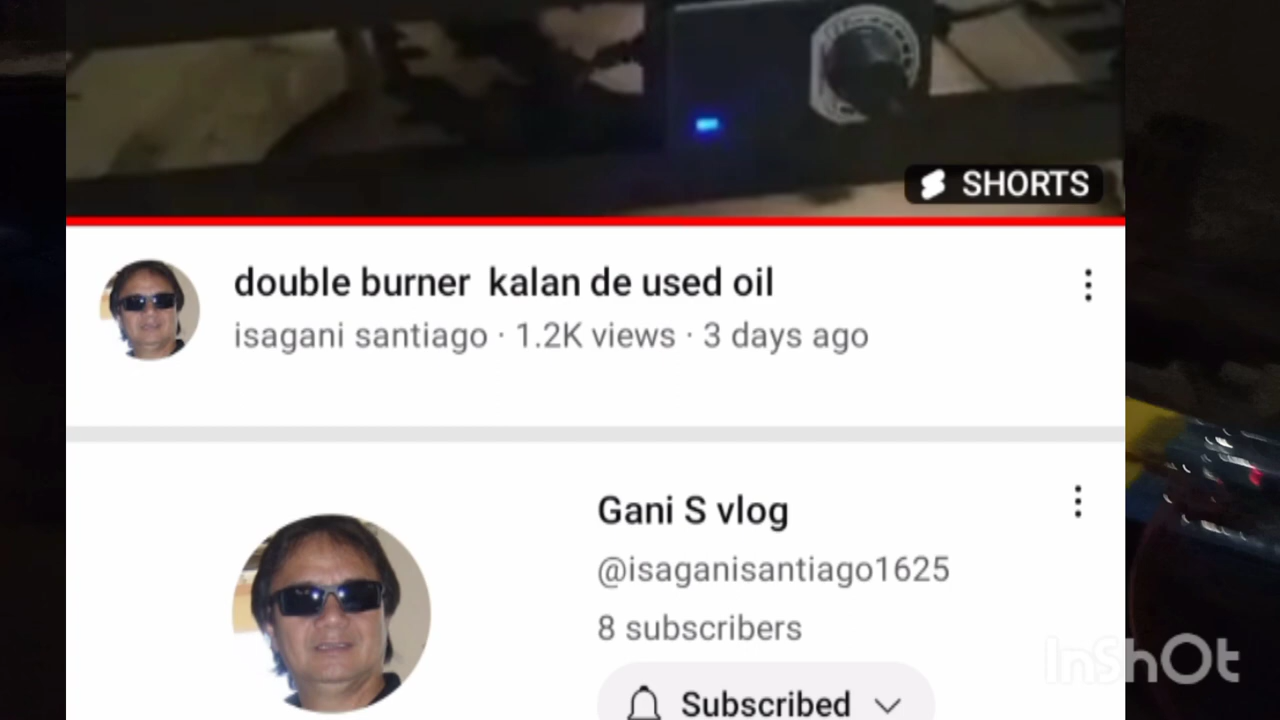 SHORTS
double burner kalan de used oil
isagani santiago · 1.2K views · 3 days ago
Gani S vlog
@isaganisantiago1625
8 subscribers
Subscribed
InShOt